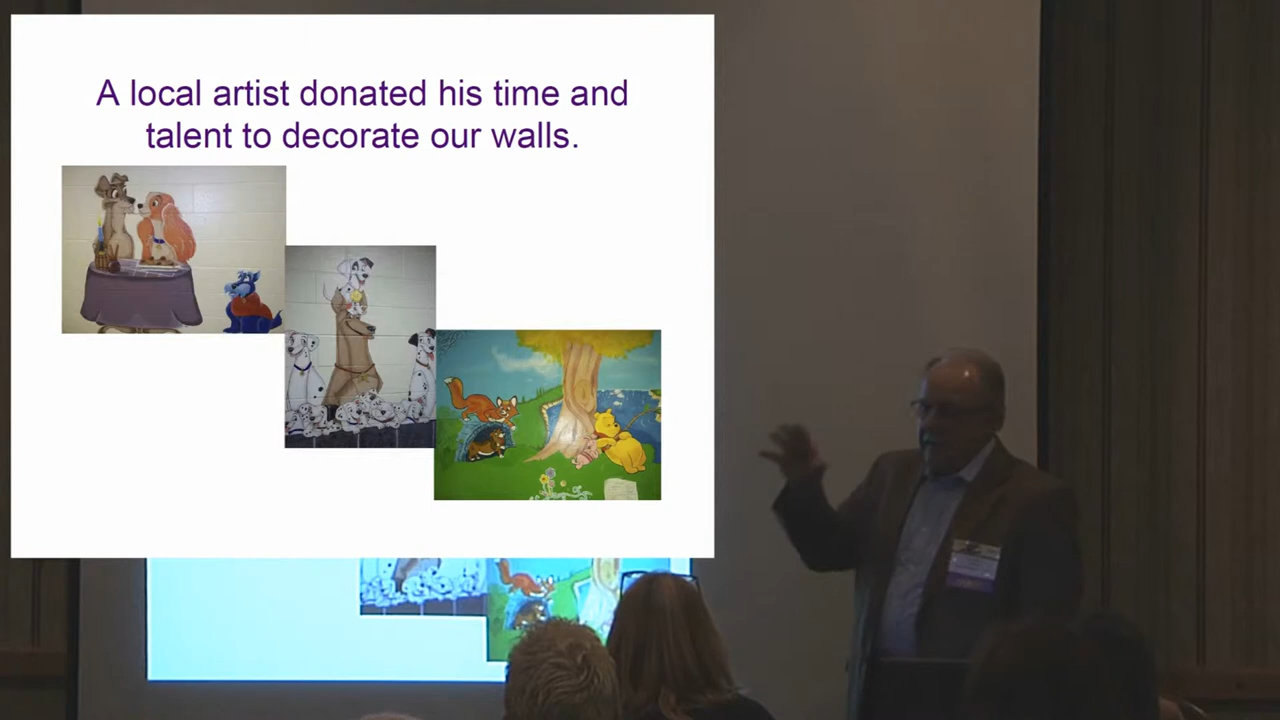 A local artist donated his time and
talent to decorate our walls.